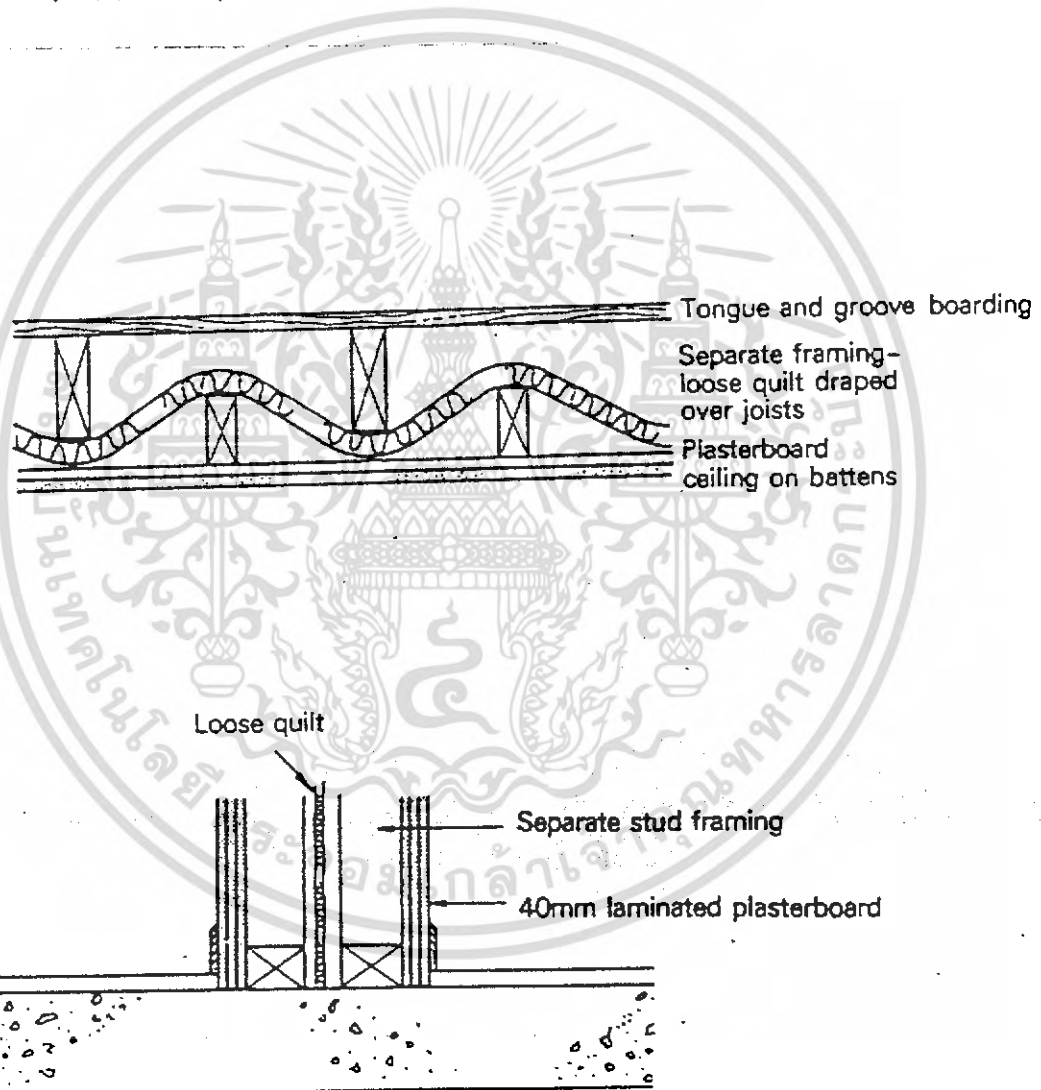 Tongue and groove boarding
Separate framing-
loose quilt draped
over joists
Plasterboard
ceiling on battens
Loose quilt
Separate stud framing
40mm laminated plasterboard